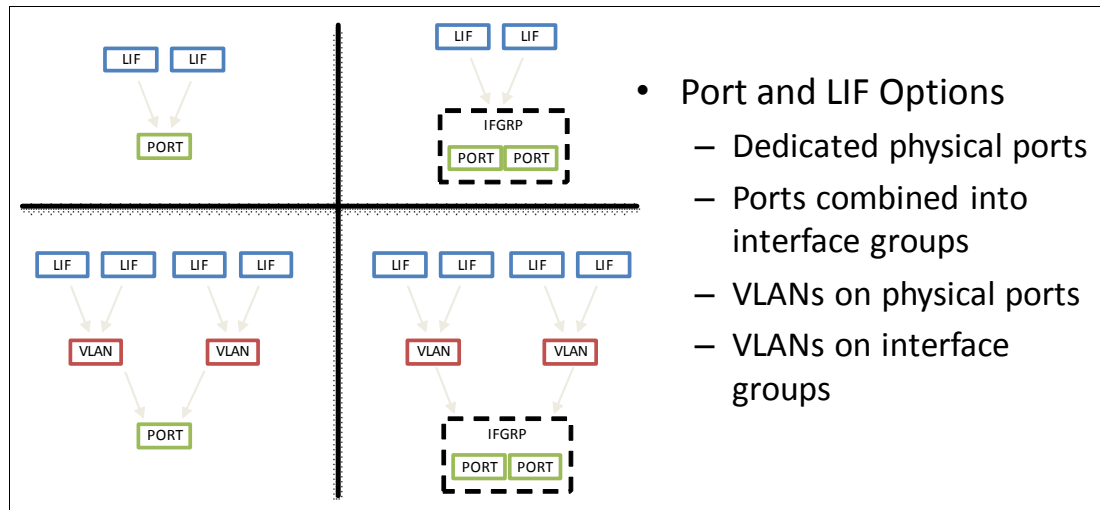 LIF LIF
PORT
LIF LIF
IFGRP
PORT PORT
LIF LIF LIF LIF
VLAN VLAN
PORT
LIF LIF LIF LIF
VLAN VLAN
IFGRP
PORT PORT
• Port and LIF Options
– Dedicated physical ports
– Ports combined into
interface groups
– VLANs on physical ports
– VLANs on interface
groups